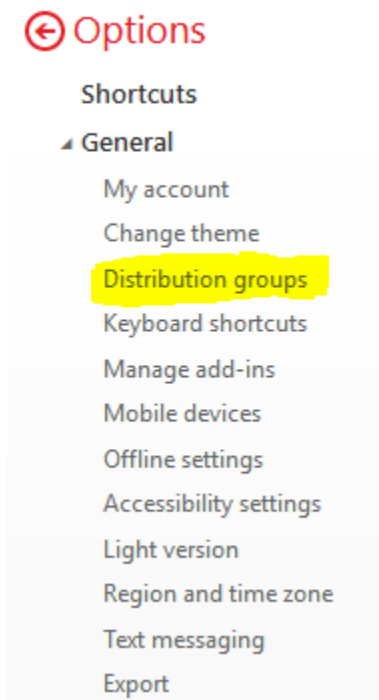 Options
Shortcuts
General
My account
Change theme
Distribution groups
Keyboard shortcuts
Manage add-ins
Mobile devices
Offline settings
Accessibility settings
Light version
Region and time zone
Text messaging
Export